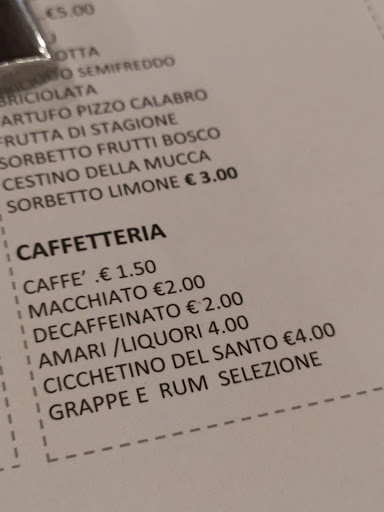 .€5.00
OTTA
SEMIFREDDO
BRICIOLATA
TARTUFO PIZZO CALABRO
FRUTTA DI STAGIONE
SORBETTO FRUTTI BOSCO
CESTINO DELLA MUCCA
SORBETTO LIMONE € 3.00
CAFFETTERIA
CAFFE’ .€ 1.50
MACCHIATO €2.00
DECAFFEINATO € 2.00
AMARI /LIQUORI 4.00
CICCHETINO DEL SANTO €4.00
GRAPPE E RUM SELEZIONE